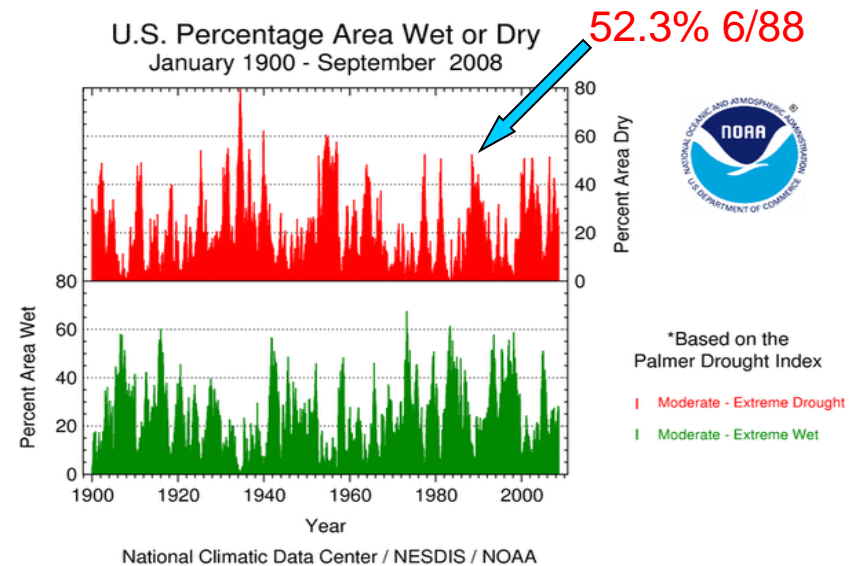 U.S. Percentage Area Wet or Dry
52.3% 6/88
January 1900 - September 2008
80
60
40
20
0
Percent Area Dry
80
60
40
20
0
Percent Area Wet
1900 1920 1940 1960 1980 2000
Year
National Climatic Data Center / NESDIS / NOAA
NATIONAL OCEANIC AND ATMOSPHERIC ADMINISTRATION
NOAA
U.S. DEPARTMENT OF COMMERCE
®
*Based on the
Palmer Drought Index
Moderate - Extreme Drought
Moderate - Extreme Wet